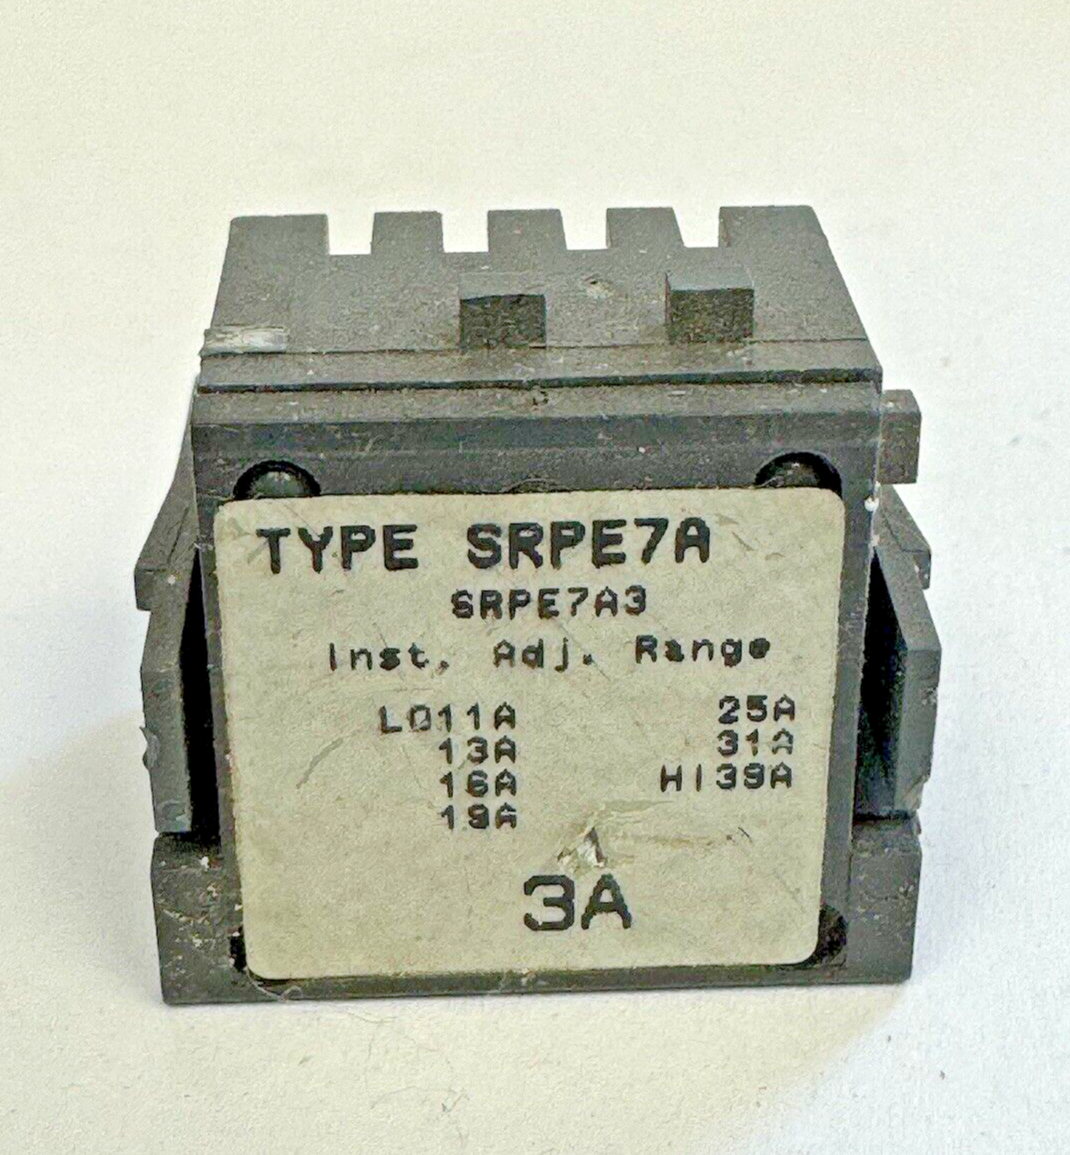 TYPE SRPE7A
SRPE7A3
Inst. Adj. Range
LO11A 25A
13A 31A
16A HI39A
19A
3A